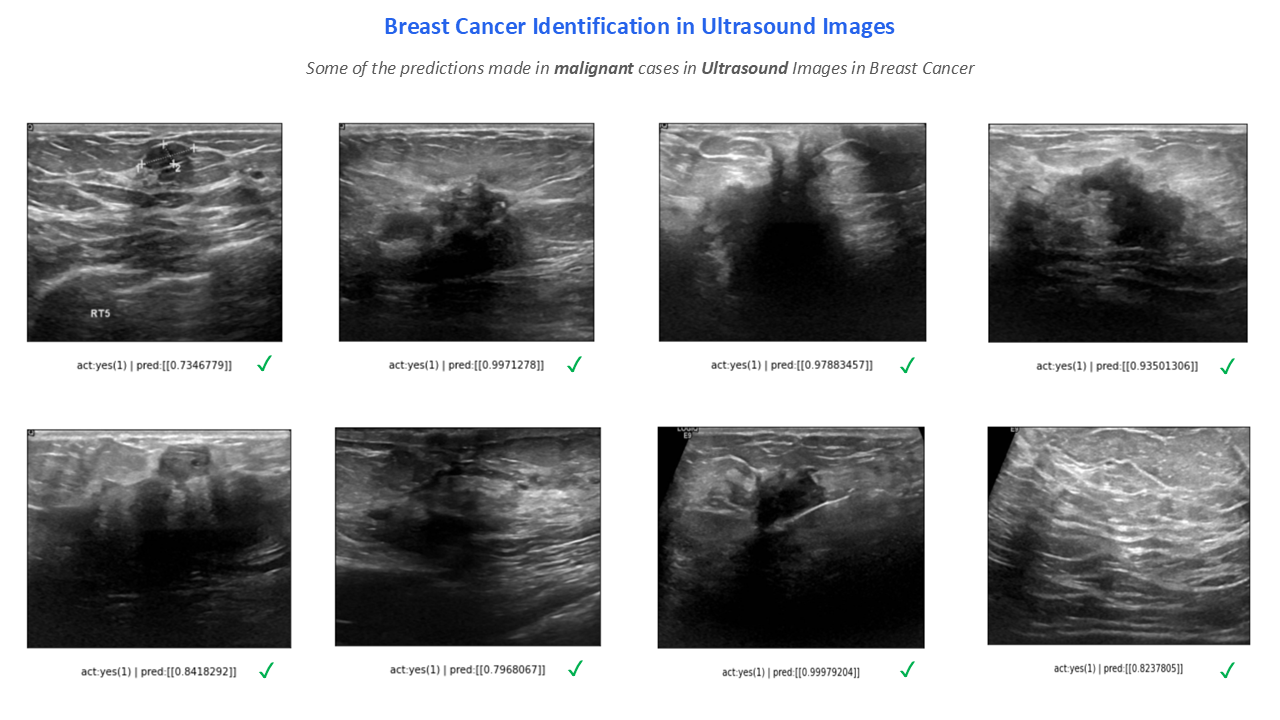 Breast Cancer Identification in Ultrasound Images
Some of the predictions made in malignant cases in Ultrasound Images in Breast Cancer
2
RT5
act:yes(1) | pred:[[0.7346779]] ✓
act:yes(1) | pred:[[0.9971278]] ✓
act:yes(1) | pred:[[0.97883457]] ✓
act:yes(1) | pred:[[0.93501306]] ✓
LOGIQ
E9
E9
act:yes(1) | pred:[[0.8418292]] ✓
act:yes(1) | pred:[[0.7968067]] ✓
act:yes(1) | pred:[[0.99979204]] ✓
act:yes(1) | pred:[[0.8237805]] ✓